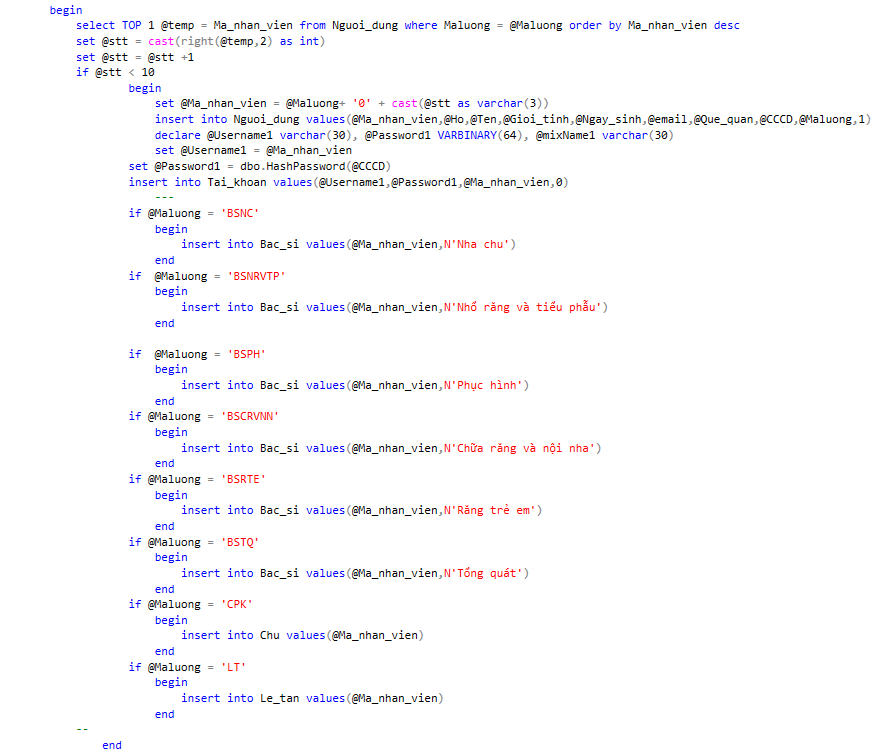 begin
select TOP 1 @temp = Ma_nhan_vien from Nguoi_dung where Maluong = @Maluong order by Ma_nhan_vien desc
set @stt = cast(right(@temp,2) as int)
set @stt = @stt +1
if @stt < 10
begin
set @Ma_nhan_vien = @Maluong+ '0' + cast(@stt as varchar(3))
insert into Nguoi_dung values(@Ma_nhan_vien,@Ho,@Ten,@Gioi_tinh,@Ngay_sinh,@email,@Que_quan,@CCCD,@Maluong,1)
declare @Username1 varchar(30), @Password1 VARBINARY(64), @mixName1 varchar(30)
set @Username1 = @Ma_nhan_vien
set @Password1 = dbo.HashPassword(@CCCD)
insert into Tai_khoan values(@Username1,@Password1,@Ma_nhan_vien,0)
---
if @Maluong = 'BSNC'
begin
insert into Bac_si values(@Ma_nhan_vien,N'Nha chu')
end
if  @Maluong = 'BSNRVTP'
begin
insert into Bac_si values(@Ma_nhan_vien,N'Nhổ răng và tiểu phẫu')
end
if  @Maluong = 'BSPH'
begin
insert into Bac_si values(@Ma_nhan_vien,N'Phục hình')
end
if @Maluong = 'BSCRVNN'
begin
insert into Bac_si values(@Ma_nhan_vien,N'Chữa răng và nội nha')
end
if @Maluong = 'BSRTE'
begin
insert into Bac_si values(@Ma_nhan_vien,N'Răng trẻ em')
end
if @Maluong = 'BSTQ'
begin
insert into Bac_si values(@Ma_nhan_vien,N'Tổng quát')
end
if @Maluong = 'CPK'
begin
insert into Chu values(@Ma_nhan_vien)
end
if @Maluong = 'LT'
begin
insert into Le_tan values(@Ma_nhan_vien)
end
--
end